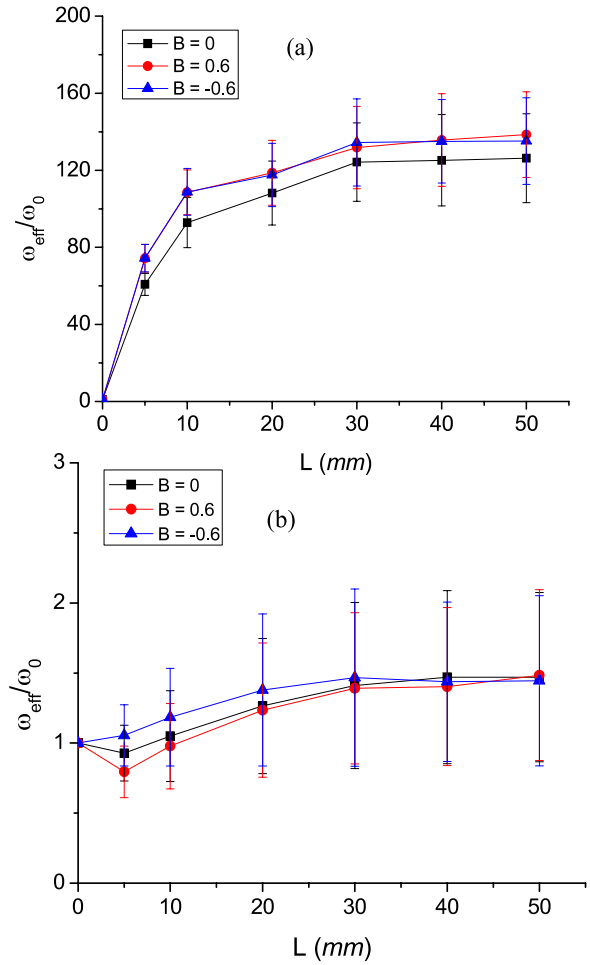 200
(a)
B = 0
B = 0.6
B = -0.6
160
120
80
40
0
ω_eff/ω_0
0 10 20 30 40 50
L (mm)
3
(b)
B = 0
B = 0.6
B = -0.6
2
1
0
ω_eff/ω_0
0 10 20 30 40 50
L (mm)